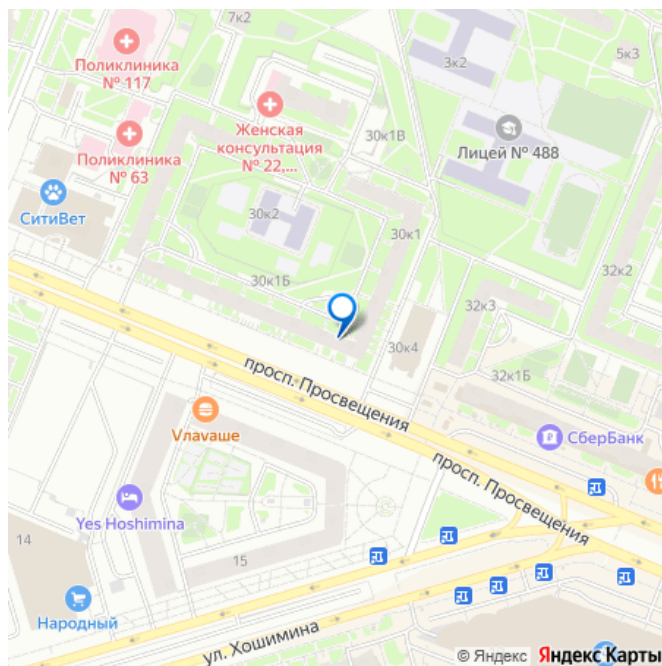 7к2
Поликлиника
№ 117
5к3
3к2
Женская
консультация
№ 22,...
30к1В
Лицей № 488
Поликлиника
№ 63
СитиВет
30к2
30к1
30к1Б
32к2
32к3
30к4
просп. Просвещения
32к1Б
Vлаvаше
СберБанк
просп. Просвещения
Yes Hoshimina
14
15
Народный
ул. Хошимина
© Яндекс Яндекс Карты